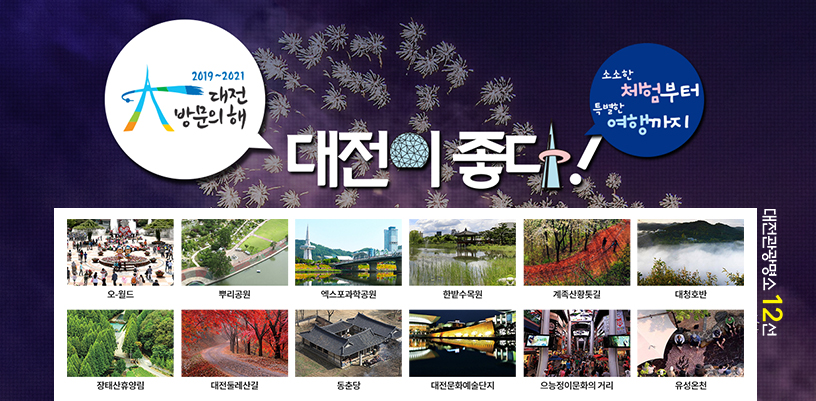 2019~2021
대전
방문의 해
대전이 좋다!
소소한
체험부터
특별한
여행까지
대전관광명소 12선
오-월드
뿌리공원
엑스포과학공원
한밭수목원
계족산황톳길
대청호반
장태산휴양림
대전둘레산길
동춘당
대전문화예술단지
으능정이문화의 거리
유성온천